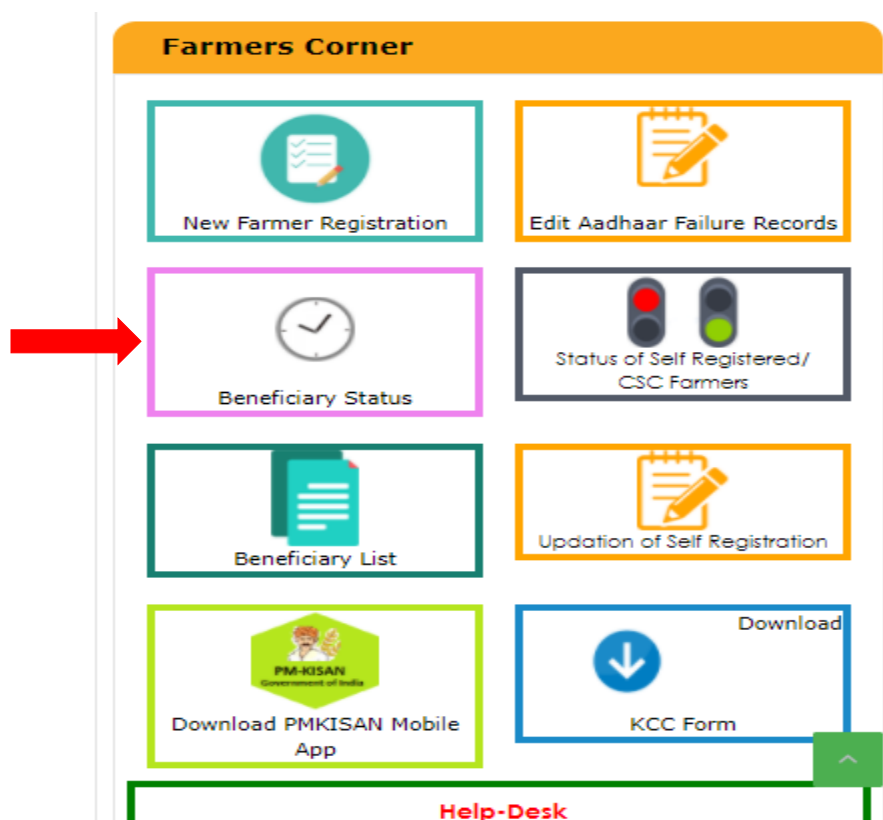 Farmers Corner
New Farmer Registration
Edit Aadhaar Failure Records
Beneficiary Status
Status of Self Registered/
CSC Farmers
Beneficiary List
Updation of Self Registration
PM-KISAN
Government of India
Download PMKISAN Mobile
App
Download
KCC Form
Help-Desk